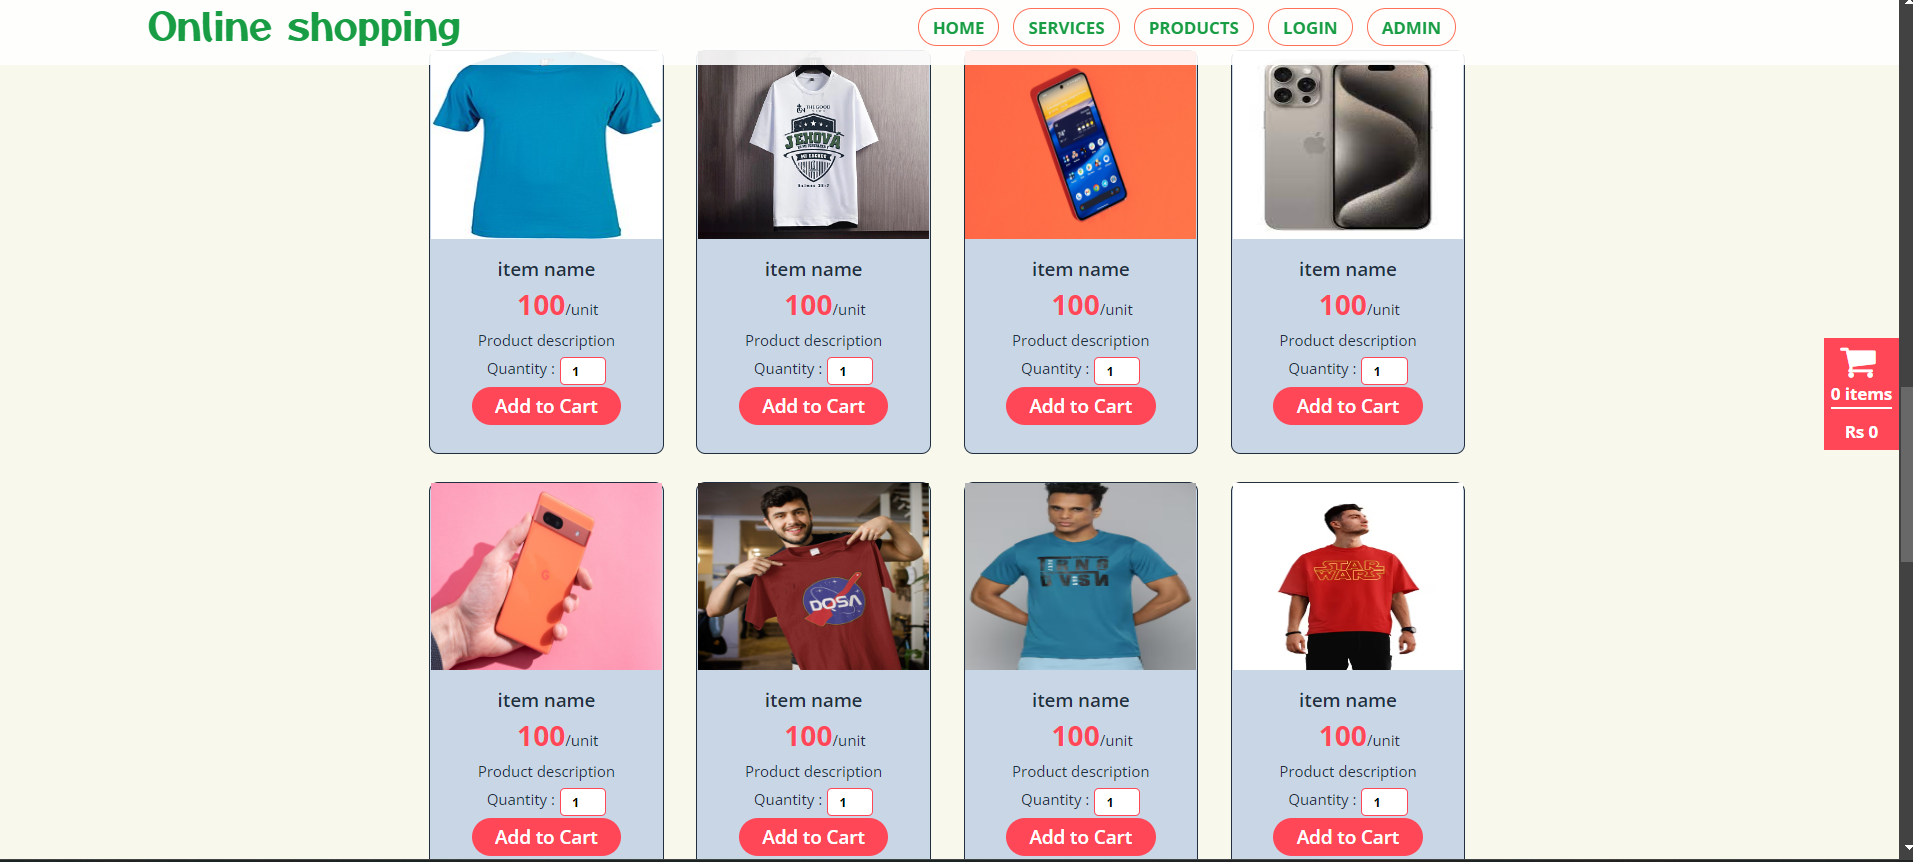 Online shopping
HOME SERVICES PRODUCTS LOGIN ADMIN
THE GOOD
JEHOVÁ
item name item name item name item name
100/unit 100/unit 100/unit 100/unit
Product description Product description Product description Product description
Quantity : 1 Quantity : 1 Quantity : 1 Quantity : 1
Add to Cart Add to Cart Add to Cart Add to Cart
0 items
Rs 0
DOSA
STAR
WARS
item name item name item name item name
100/unit 100/unit 100/unit 100/unit
Product description Product description Product description Product description
Quantity : 1 Quantity : 1 Quantity : 1 Quantity : 1
Add to Cart Add to Cart Add to Cart Add to Cart